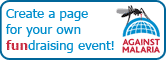 Create a page
for your own
fundraising event!
AGAINST
MALARIA